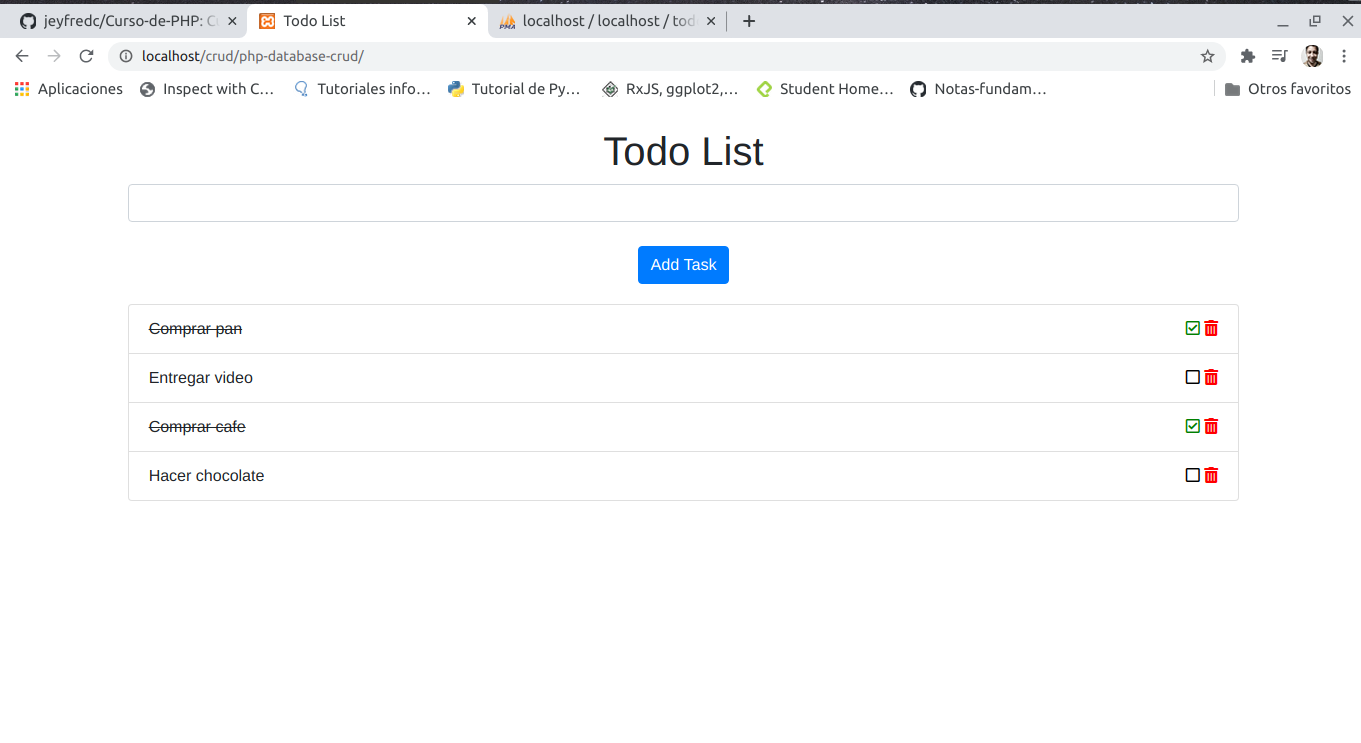 jeyfredc/Curso-de-PHP: C
Todo List
localhost / localhost / tod
localhost/crud/php-database-crud/
Aplicaciones
Inspect with C…
Tutoriales info…
Tutorial de Py…
RxJS, ggplot2,…
Student Home…
Notas-fundam…
Otros favoritos
Todo List
Add Task
Comprar pan
Entregar video
Comprar cafe
Hacer chocolate